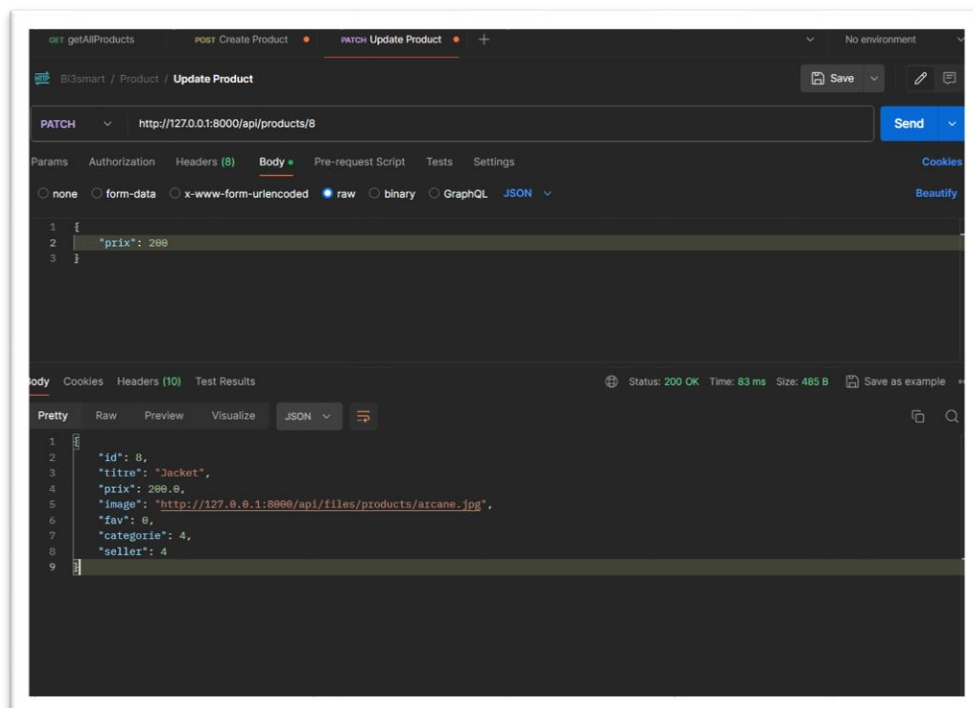 GET getAllProducts POST Create Product PATCH Update Product + No environment
HTTP Bi3smart / Product / Update Product Save
PATCH http://127.0.0.1:8000/api/products/8 Send
Params Authorization Headers (8) Body Pre-request Script Tests Settings Cookies
none form-data x-www-form-urlencoded raw binary GraphQL JSON Beautify
1 {
2 "prix": 200
3 }
Body Cookies Headers (10) Test Results Status: 200 OK Time: 83 ms Size: 485 B Save as example
Pretty Raw Preview Visualize JSON
1 {
2 "id": 8,
3 "titre": "Jacket",
4 "prix": 200.0,
5 "image": "http://127.0.0.1:8000/api/files/products/arcane.jpg",
6 "fav": 0,
7 "categorie": 4,
8 "seller": 4
9 }